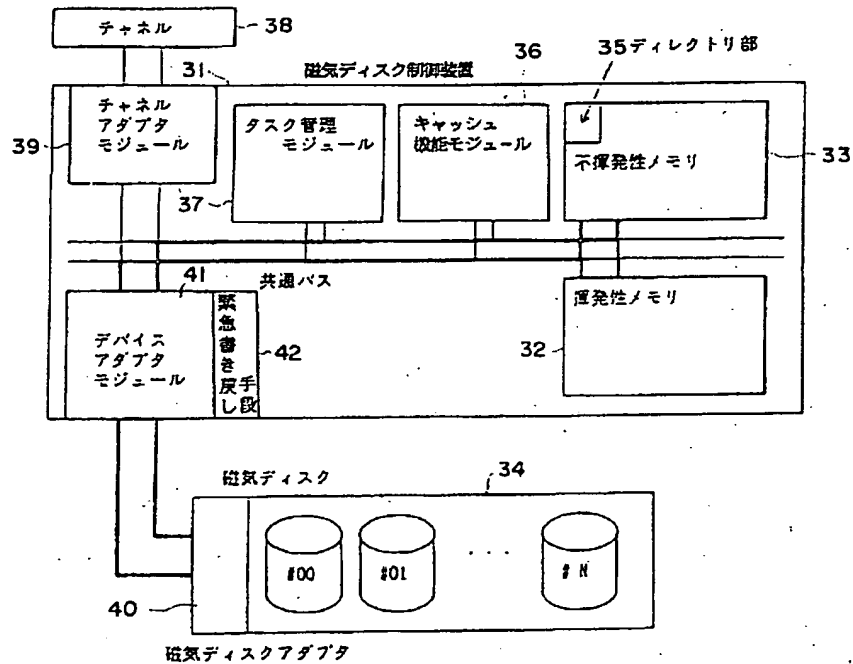 チャネル
38
31
磁気ディスク制御装置
36
35ディレクトリ部
チャネル
アダプタ
モジュール
39
タスク管理
モジュール
37
キャッシュ
機能モジュール
不揮発性メモリ
33
共通バス
41
デバイス
アダプタ
モジュール
緊急書き戻し
手段
42
揮発性メモリ
32
磁気ディスク
34
#00
#01
. . .
#N
40
磁気ディスクアダプタ